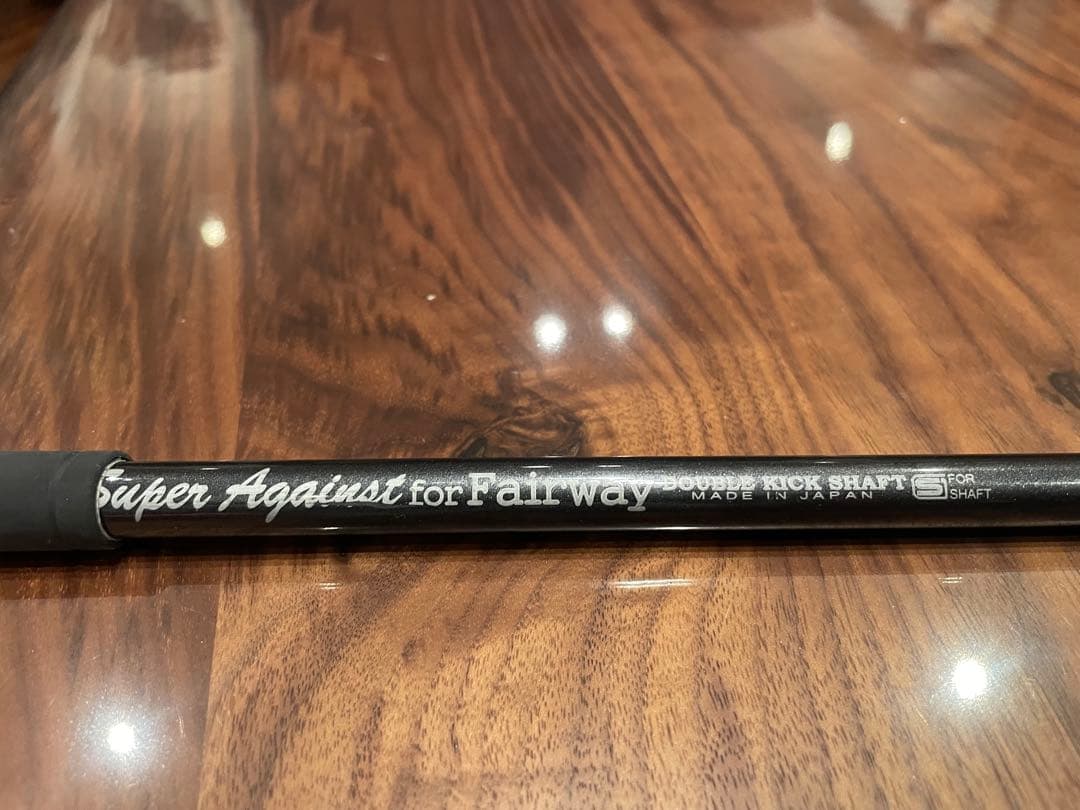 Super Against for Fairway DOUBLE KICK SHAFT
MADE IN JAPAN
S FOR
SHAFT